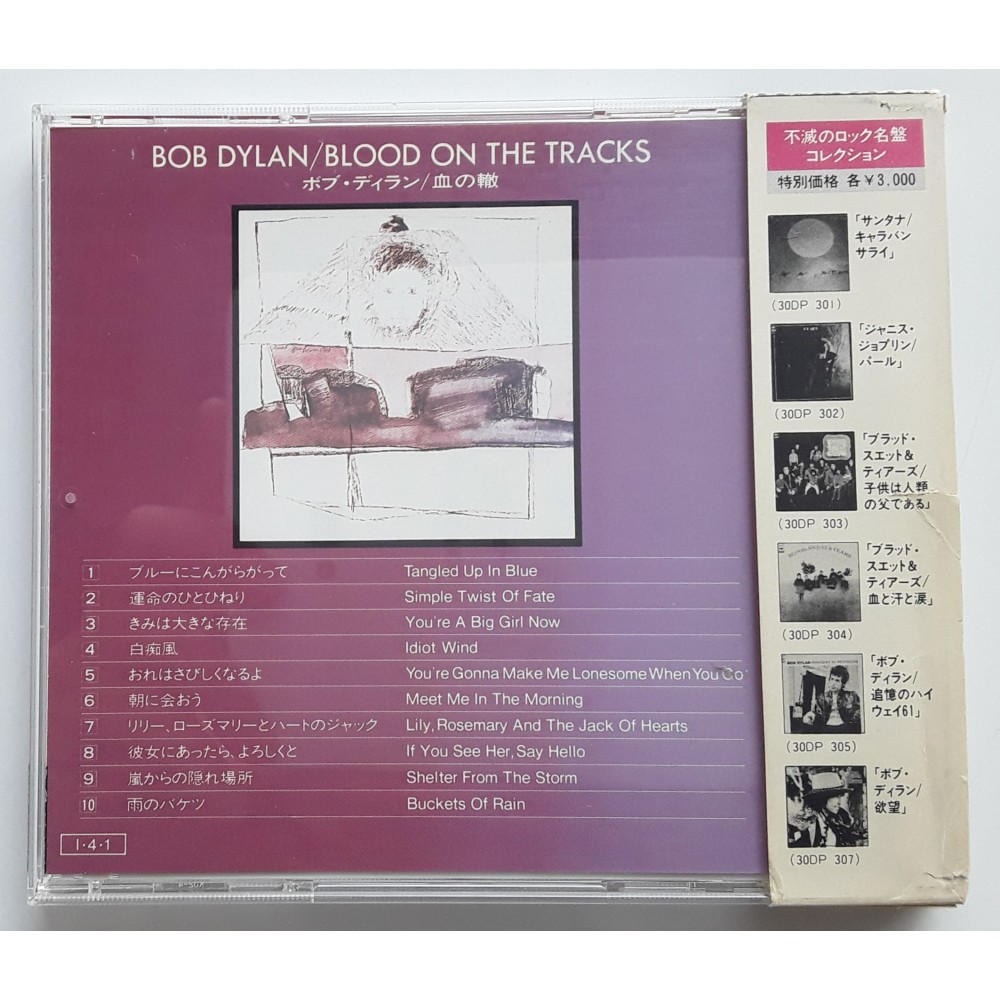 BOB DYLAN/BLOOD ON THE TRACKS
ボブ・ディラン/血の轍
1 ブルーにこんがらがって Tangled Up In Blue
2 運命のひとひねり Simple Twist Of Fate
3 きみは大きな存在 You're A Big Girl Now
4 白痴風 Idiot Wind
5 おれはさびしくなるよ You're Gonna Make Me Lonesome When You Go
6 朝に会おう Meet Me In The Morning
7 リリー、ローズマリーとハートのジャック Lily, Rosemary And The Jack Of Hearts
8 彼女にあったら、よろしくと If You See Her, Say Hello
9 嵐からの隠れ場所 Shelter From The Storm
10 雨のバケツ Buckets Of Rain
I・4・1
不滅のロック名盤
コレクション
特別価格 各¥3,000
「サンタナ/
キャラバン
サライ」
(30DP 301)
「ジャニス・
ジョプリン/
パール」
(30DP 302)
「ブラッド・
スエット&
ティアーズ/
子供は人類
の父である」
(30DP 303)
「ブラッド・
スエット&
ティアーズ/
血と汗と涙」
(30DP 304)
BOB DYLAN
「ボブ・
ディラン/
追憶のハイ
ウェイ61」
(30DP 305)
「ボブ・
ディラン/
欲望」
(30DP 307)